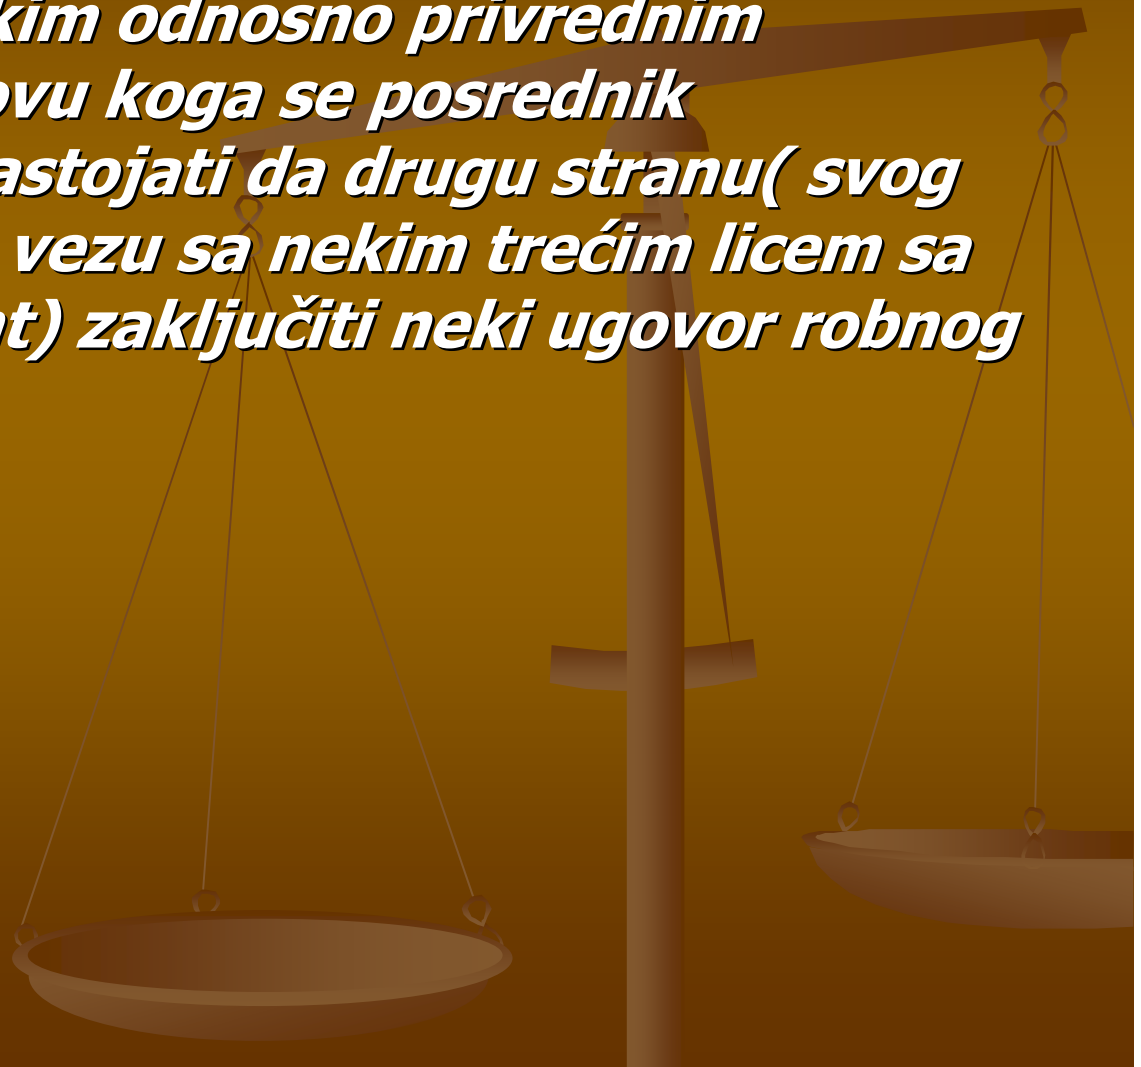 kim odnosno privrednim
ovu koga se posrednik
astojati da drugu stranu( svog
vezu sa nekim trećim licem sa
t) zaključiti neki ugovor robnog